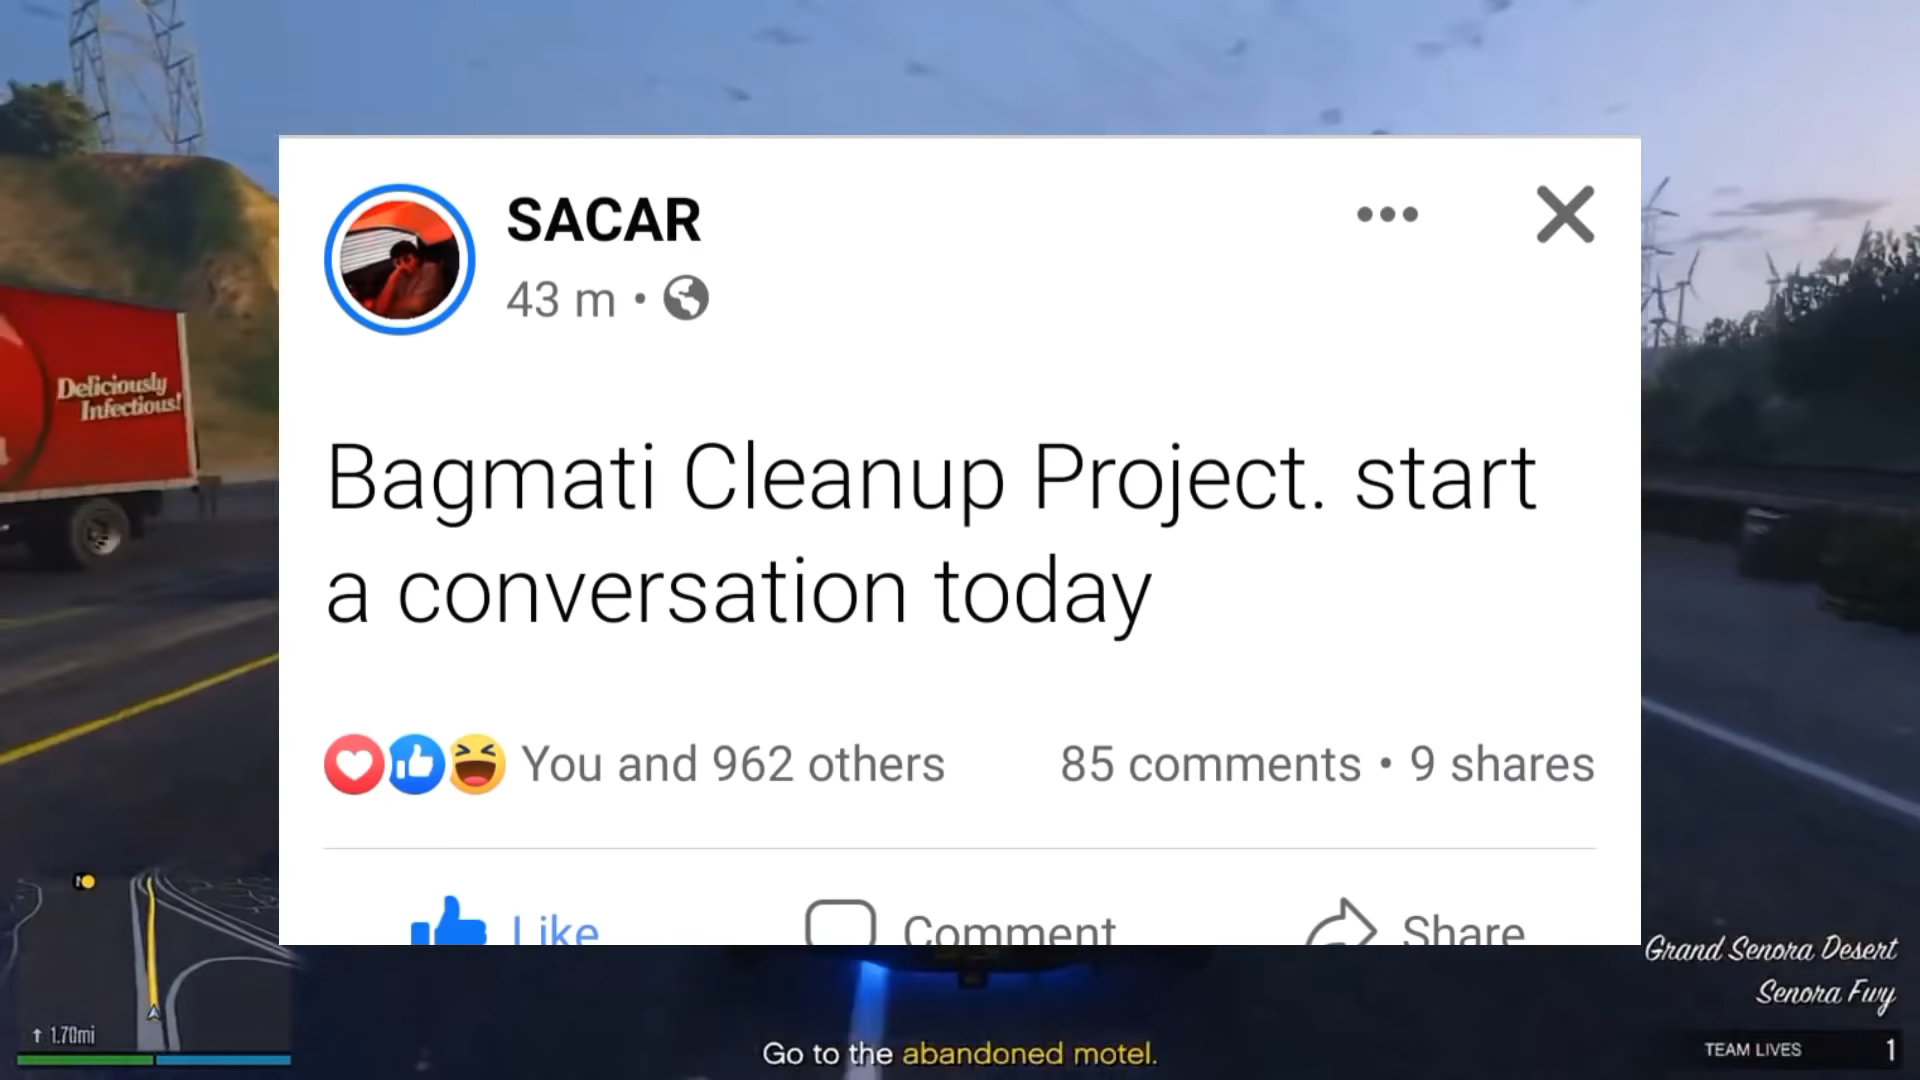 Deliciously
Infectious!
SACAR
43 m •
Bagmati Cleanup Project. start
a conversation today
You and 962 others
85 comments • 9 shares
Like
Comment
Share
Grand Senora Desert
Senora Fwy
1.70mi
Go to the abandoned motel.
TEAM LIVES 1